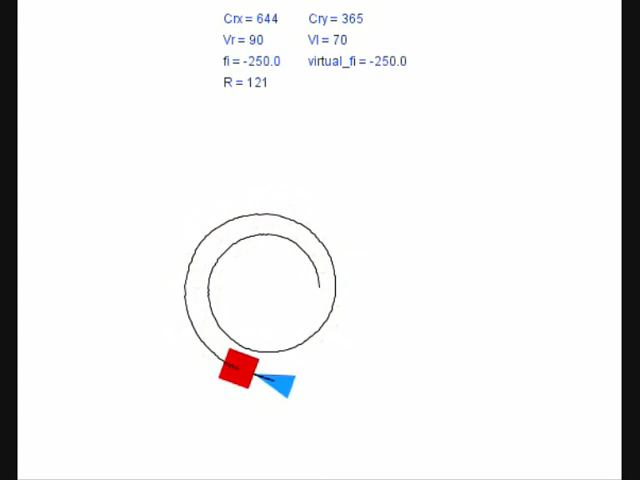 Crx = 644 Cry = 365
Vr = 90 Vl = 70
fi = -250.0 virtual_fi = -250.0
R = 121